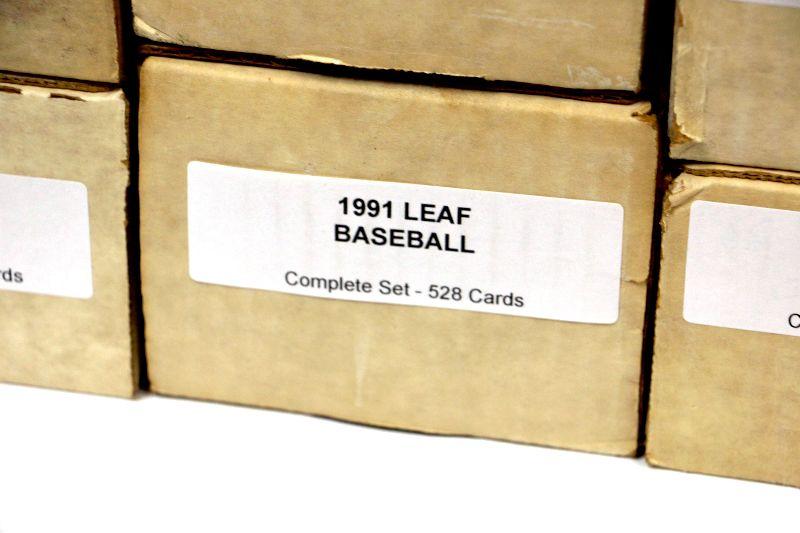 1991 LEAF
BASEBALL
Complete Set - 528 Cards